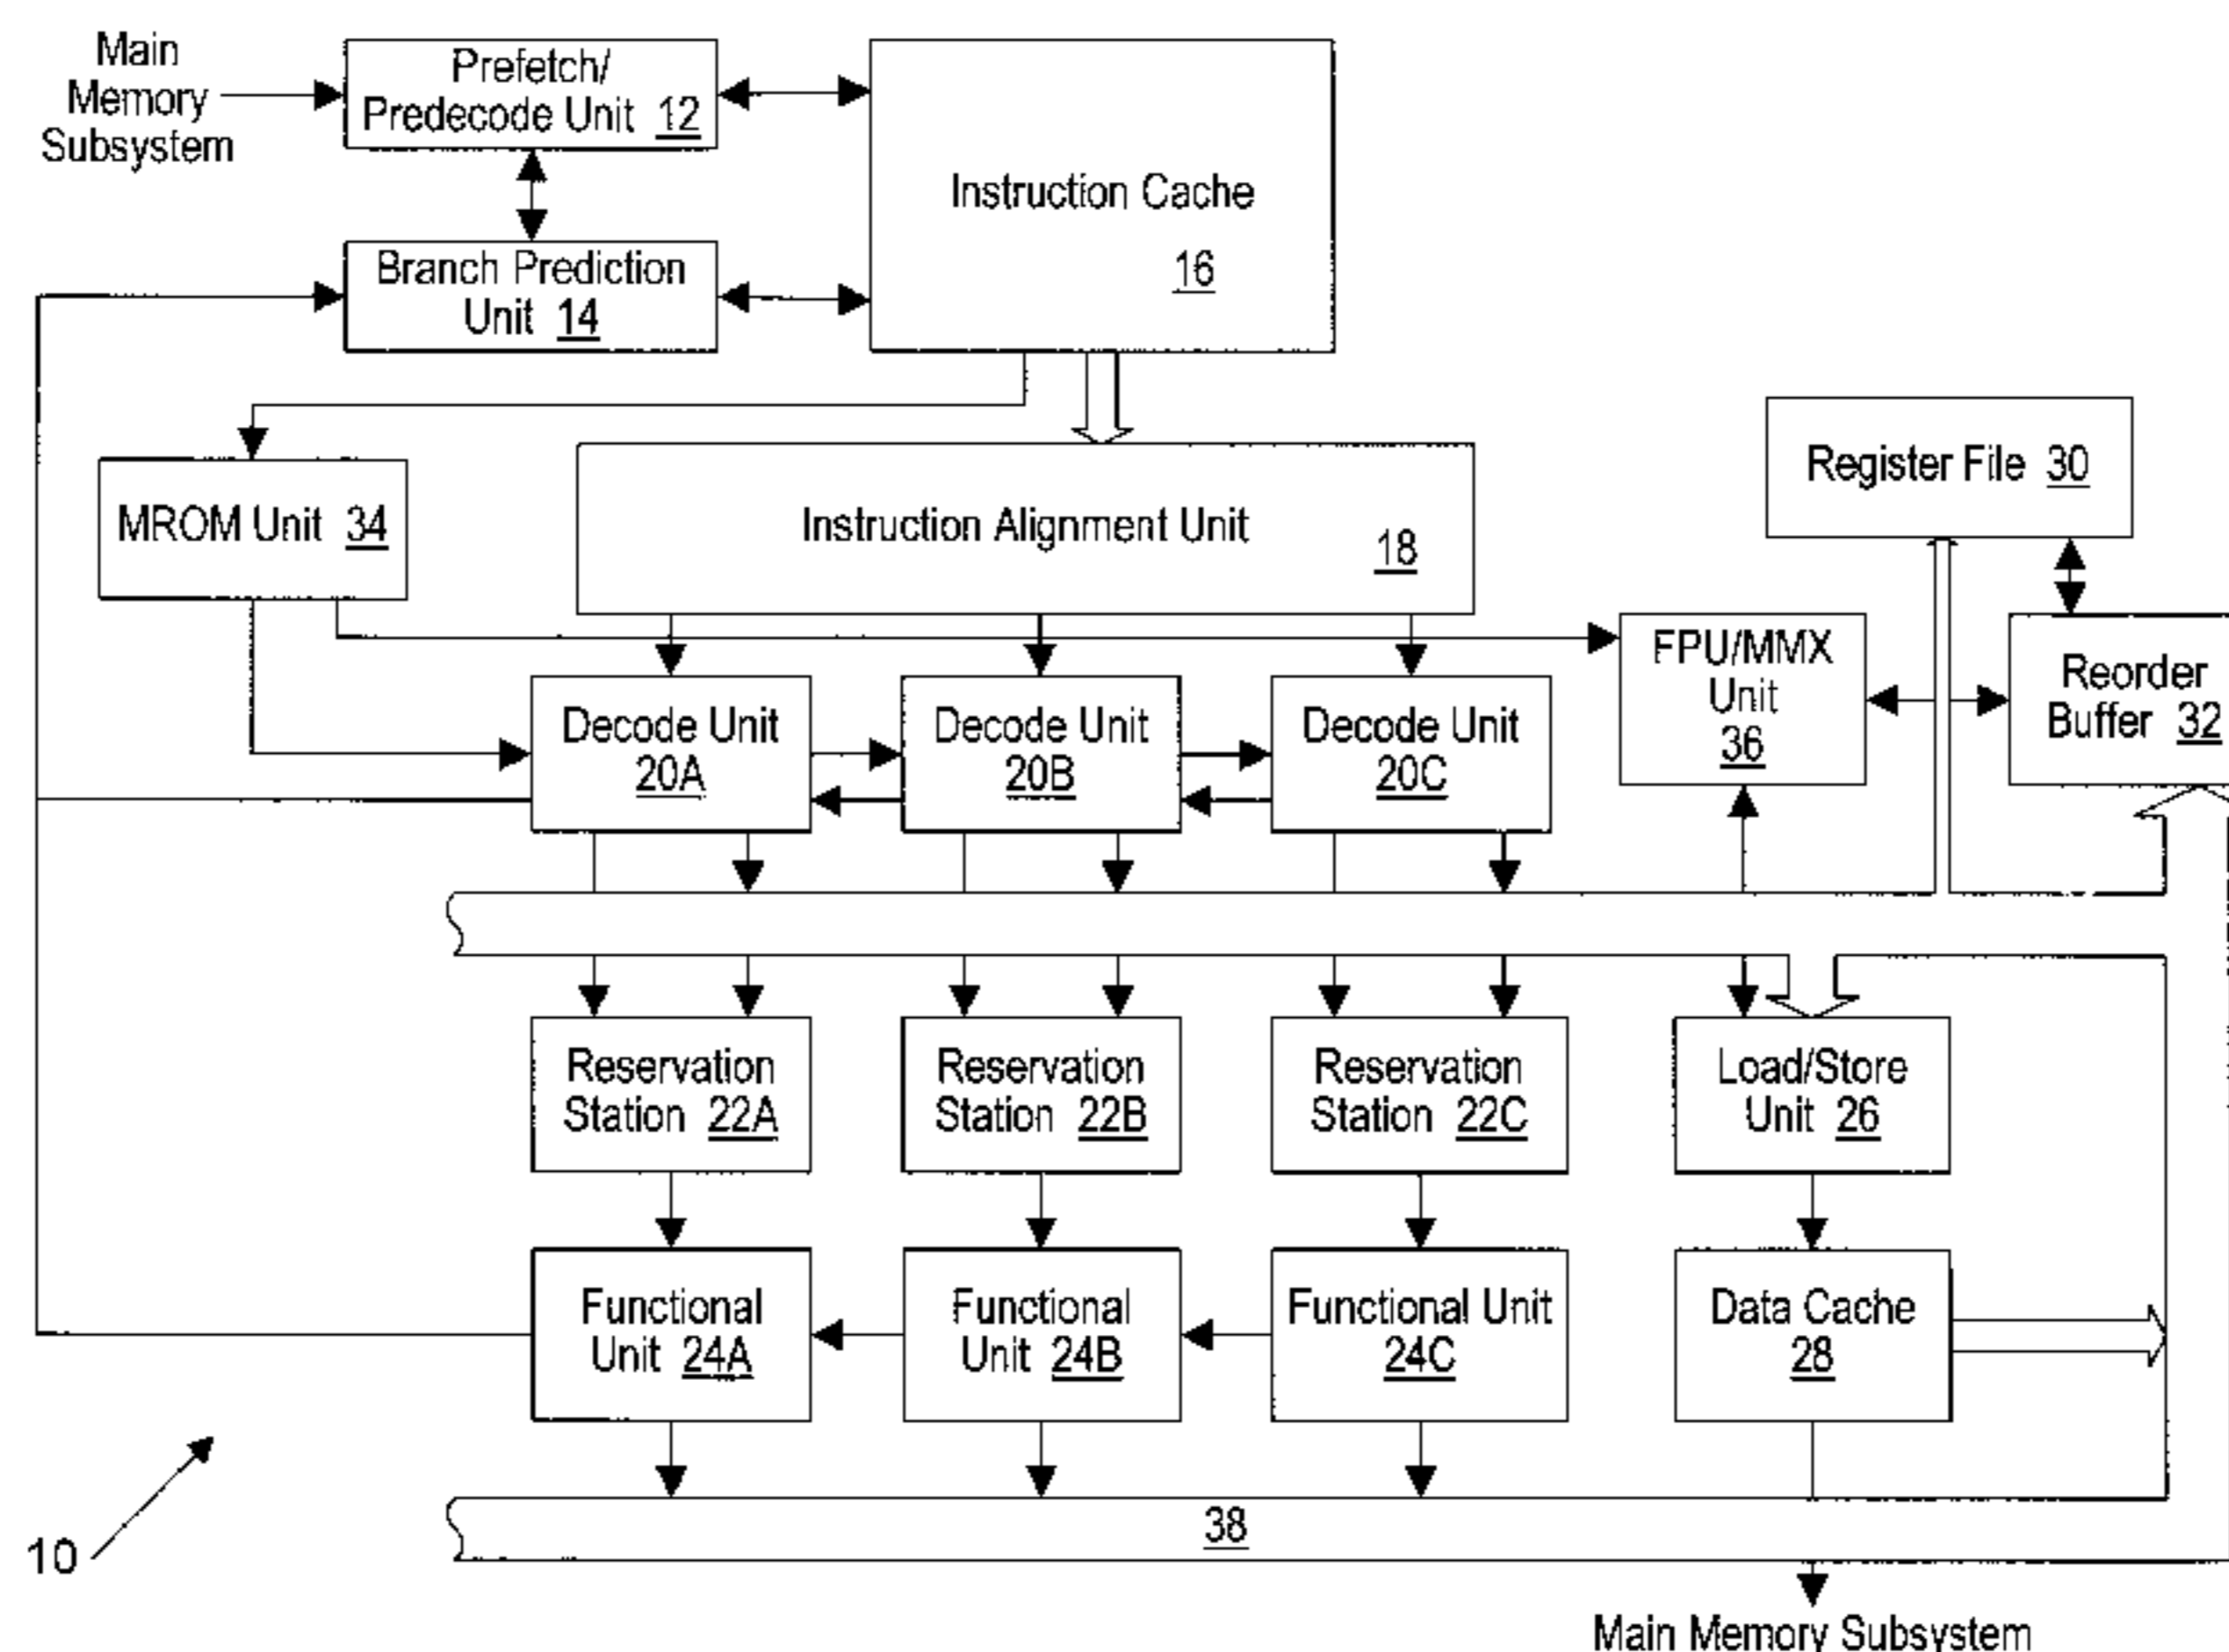 Main
Memory
Subsystem
Prefetch/
Predecode Unit 12
Instruction Cache
16
Branch Prediction
Unit 14
MROM Unit 34
Instruction Alignment Unit
18
Register File 30
FPU/MMX
Unit
36
Reorder
Buffer 32
Decode Unit
20A
Decode Unit
20B
Decode Unit
20C
Reservation
Station 22A
Reservation
Station 22B
Reservation
Station 22C
Load/Store
Unit 26
Functional
Unit 24A
Functional
Unit 24B
Functional Unit
24C
Data Cache
28
38
10
Main Memory Subsystem